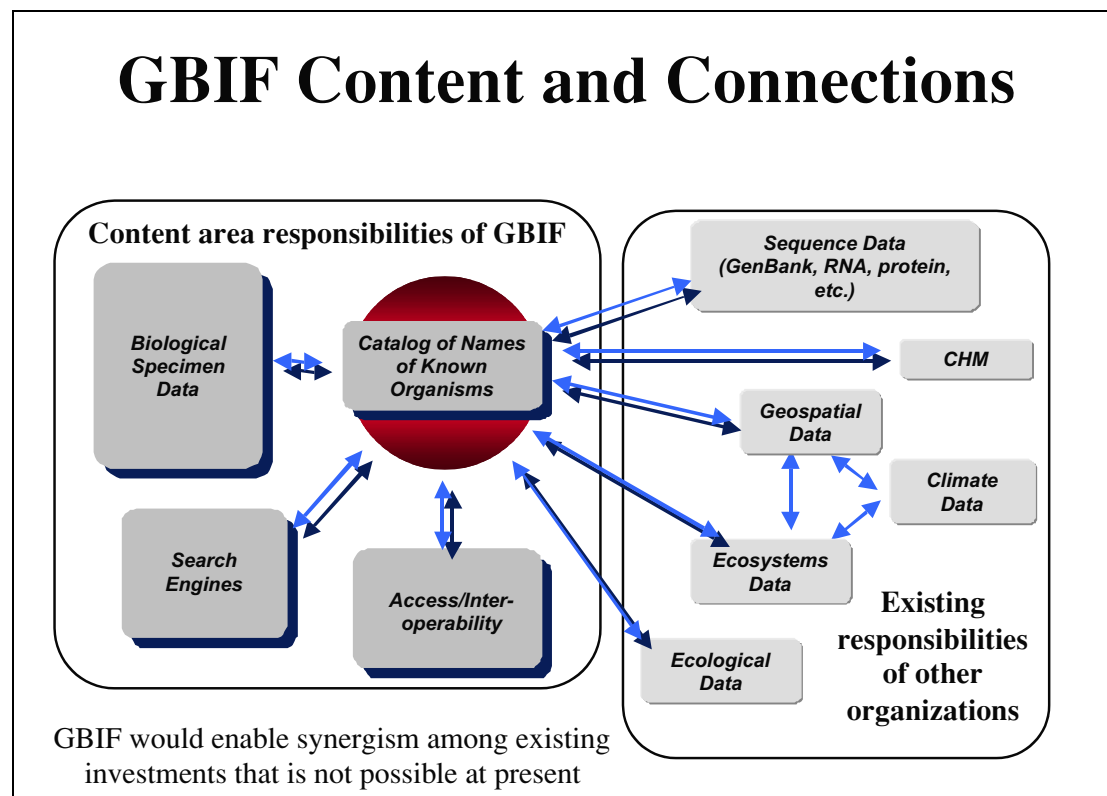 GBIF Content and Connections
Content area responsibilities of GBIF
Biological
Specimen
Data
Catalog of Names
of Known
Organisms
Search
Engines
Access/Inter-
operability
Sequence Data
(GenBank, RNA, protein,
etc.)
CHM
Geospatial
Data
Climate
Data
Ecosystems
Data
Ecological
Data
Existing
responsibilities
of other
organizations
GBIF would enable synergism among existing
investments that is not possible at present